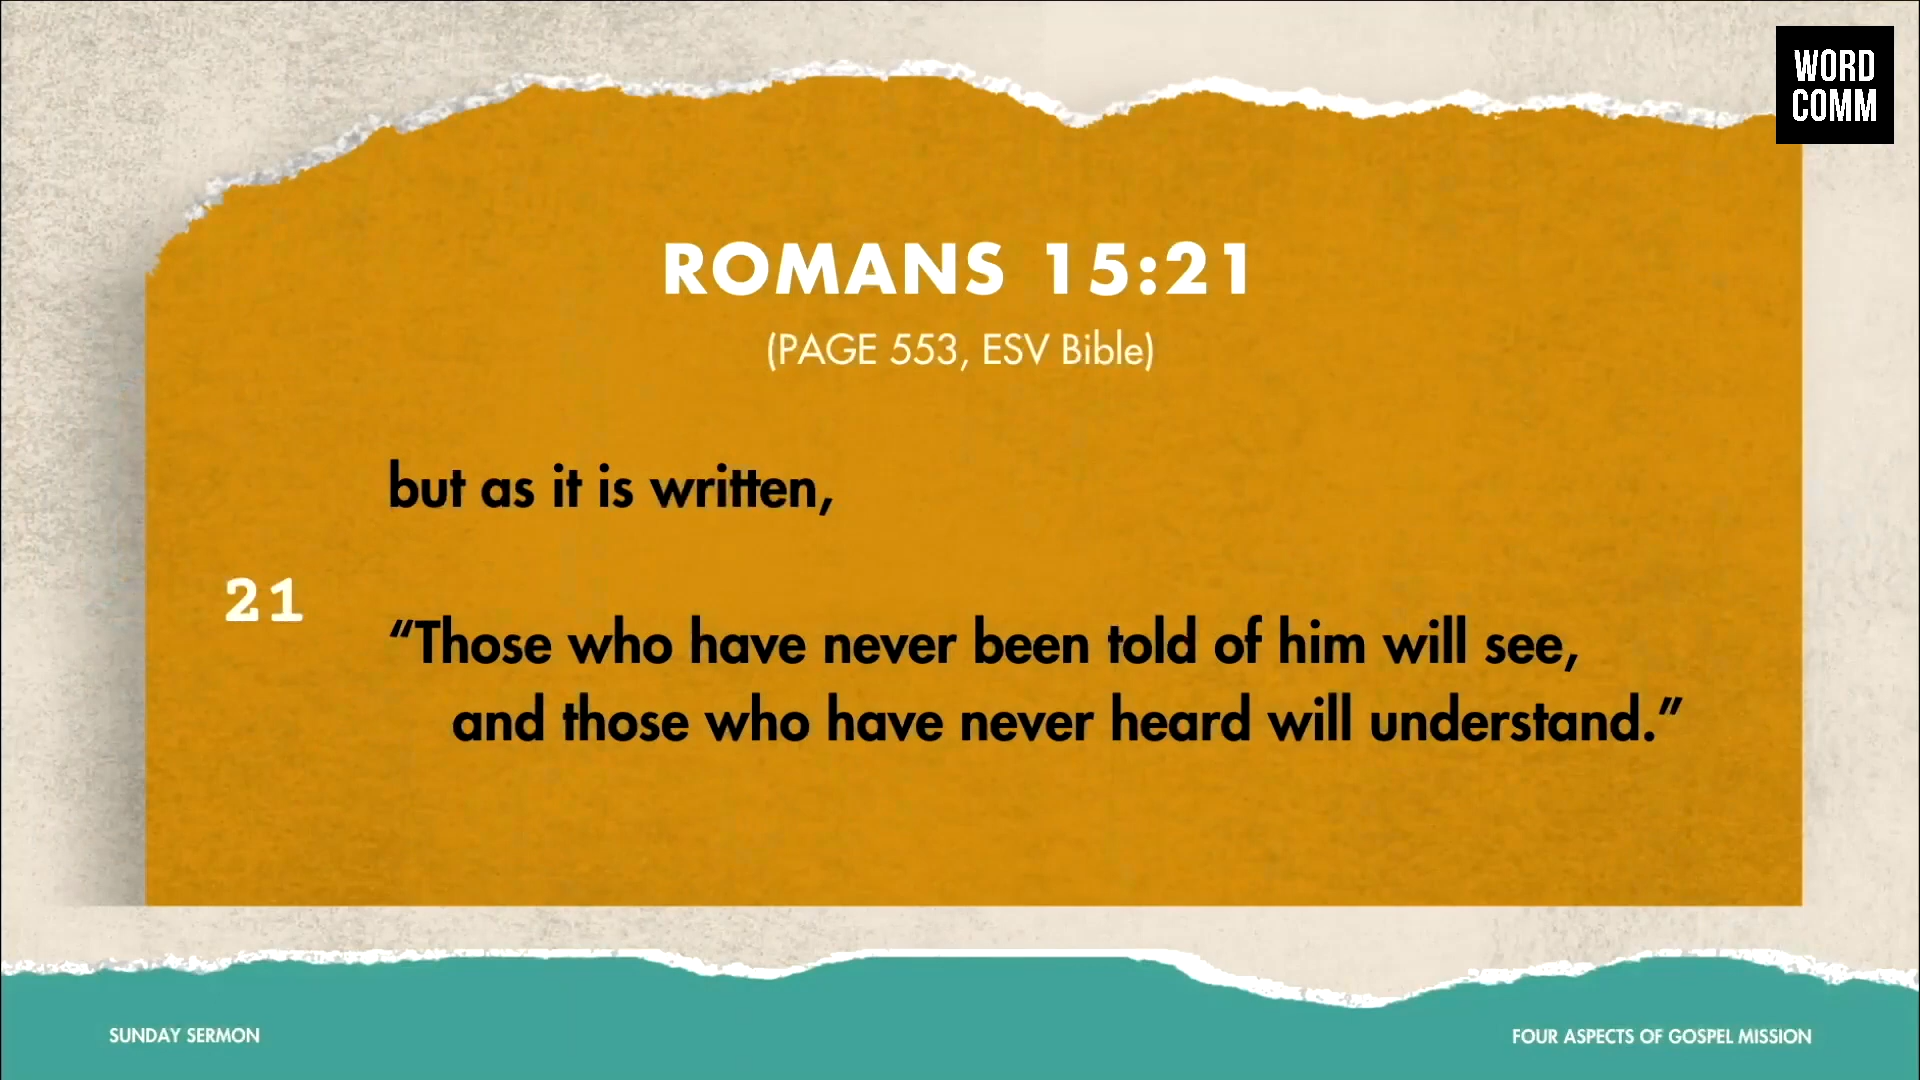 WORD
COMM
ROMANS 15:21
(PAGE 553, ESV Bible)
but as it is written,
21
“Those who have never been told of him will see,
and those who have never heard will understand.”
SUNDAY SERMON
FOUR ASPECTS OF GOSPEL MISSION